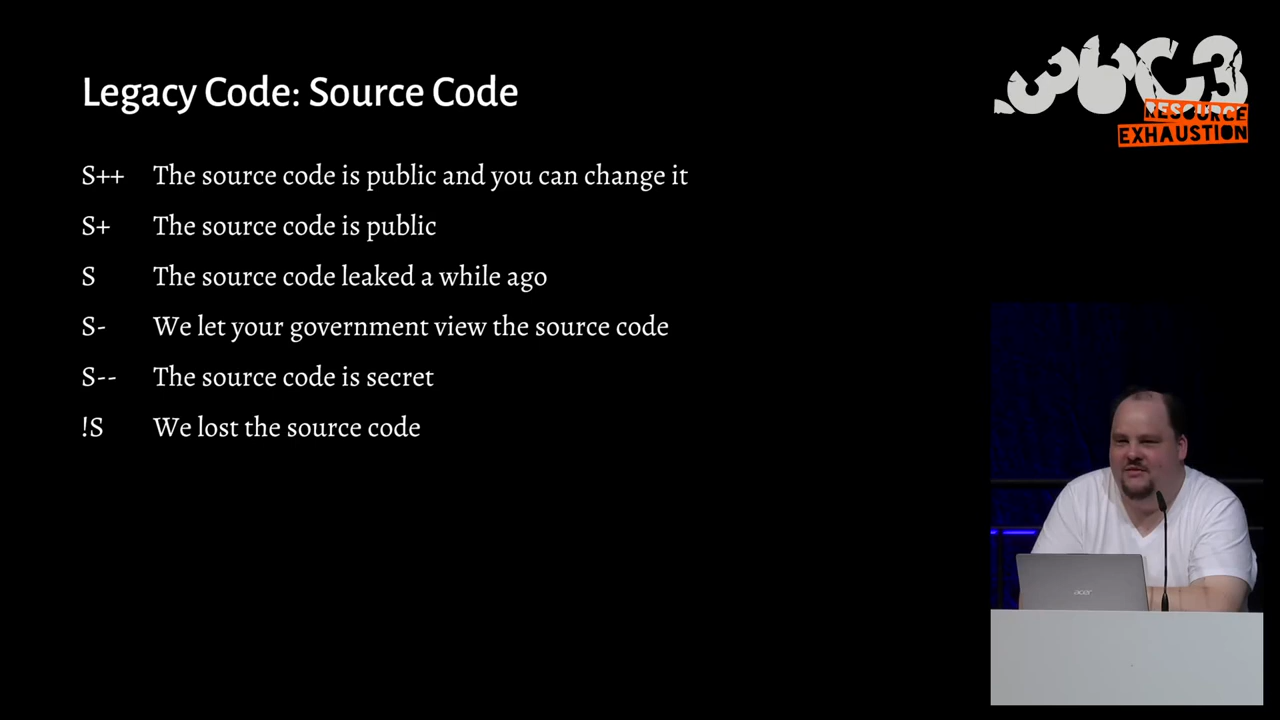 Legacy Code: Source Code
S++ The source code is public and you can change it
S+ The source code is public
S The source code leaked a while ago
S- We let your government view the source code
S-- The source code is secret
!S We lost the source code
36C3
RESOURCE
EXHAUSTION
acer